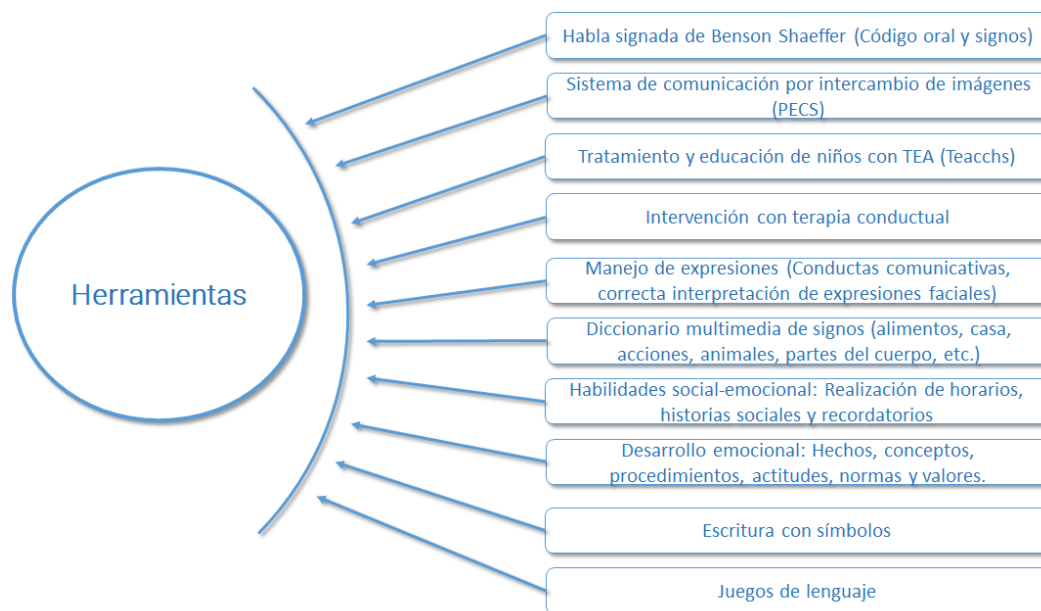 Herramientas
Habla signada de Benson Shaeffer (Código oral y signos)
Sistema de comunicación por intercambio de imágenes
(PECS)
Tratamiento y educación de niños con TEA (Teacchs)
Intervención con terapia conductual
Manejo de expresiones (Conductas comunicativas,
correcta interpretación de expresiones faciales)
Diccionario multimedia de signos (alimentos, casa,
acciones, animales, partes del cuerpo, etc.)
Habilidades social-emocional: Realización de horarios,
historias sociales y recordatorios
Desarrollo emocional: Hechos, conceptos,
procedimientos, actitudes, normas y valores.
Escritura con símbolos
Juegos de lenguaje